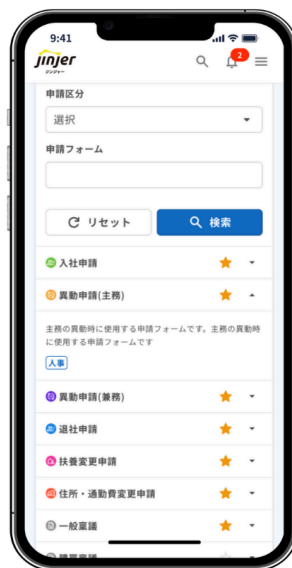 9:41
jinjer
ジンジャー
2
申請区分
選択
申請フォーム
リセット
検索
入社申請
異動申請(主務)
主務の異動時に使用する申請フォームです。主務の異動時
に使用する申請フォームです
人事
異動申請(兼務)
退社申請
扶養変更申請
住所・通勤費変更申請
一般稟議